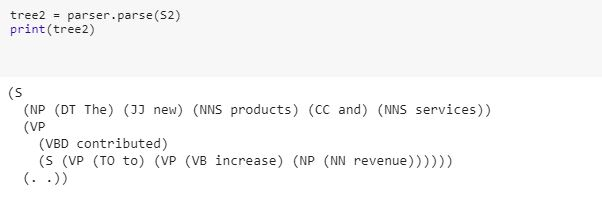 tree2 = parser.parse(S2)
print(tree2)
(S
  (NP (DT The) (JJ new) (NNS products) (CC and) (NNS services))
  (VP
    (VBD contributed)
    (S (VP (TO to) (VP (VB increase) (NP (NN revenue))))))
  (. .))